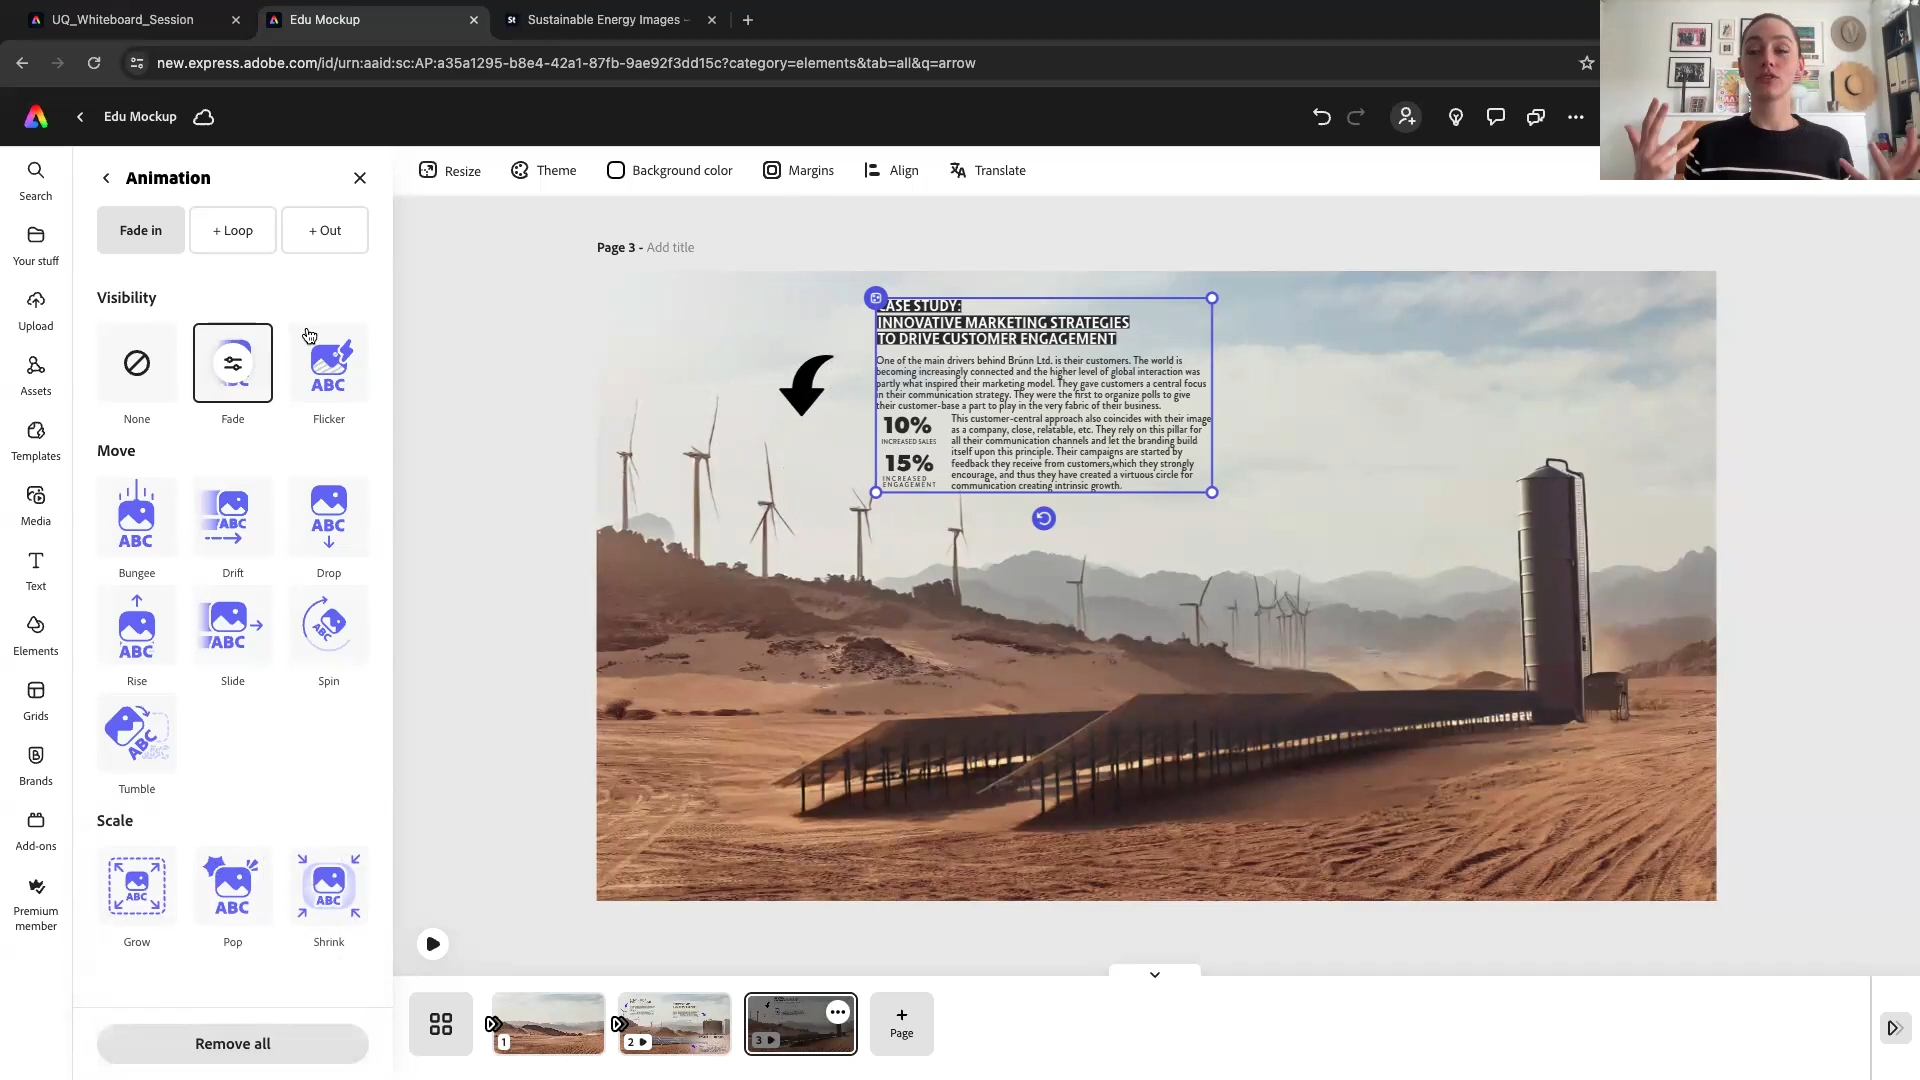 UQ_Whiteboard_Session
Edu Mockup
St
Sustainable Energy Images -
new.express.adobe.com/id/urn:aaid:sc:AP:a35a1295-b8e4-42a1-87fb-9ae92f3dd15c?category=elements&tab=all&q=arrow
Edu Mockup
Search
Your stuff
Upload
Assets
Templates
Media
Text
Elements
Grids
Brands
Add-ons
Premium
member
Animation
Fade in
+ Loop
+ Out
Visibility
ABC
None
Fade
Flicker
Move
ABC
ABC
ABC
Bungee
Drift
Drop
ABC
ABC
ABC
Rise
Slide
Spin
ABC
Tumble
Scale
ABC
ABC
ABC
Grow
Pop
Shrink
Remove all
Resize
Theme
Background color
Margins
Align
Translate
Page 3 - Add title
CASE STUDY:
INNOVATIVE MARKETING STRATEGIES
TO DRIVE CUSTOMER ENGAGEMENT
One of the main drivers behind Brünn Ltd. is their customers. The world is
becoming increasingly connected and the higher level of global interaction was
partly what inspired their marketing model. They gave customers a central focus
in their communication strategy. They were the first to organize polls to give
their customer-base a part to play in the very fabric of their business.
10%
INCREASED SALES
15%
INCREASED
ENGAGEMENT
This customer-central approach also coincides with their image
as a company, close, relatable, etc. They rely on this pillar for
all their communication channels and let the branding build
itself upon this principle. Their campaigns are started by
feedback they receive from customers,which they strongly
encourage, and thus they have created a virtuous circle for
communication creating intrinsic growth.
1
2
3
+
Page